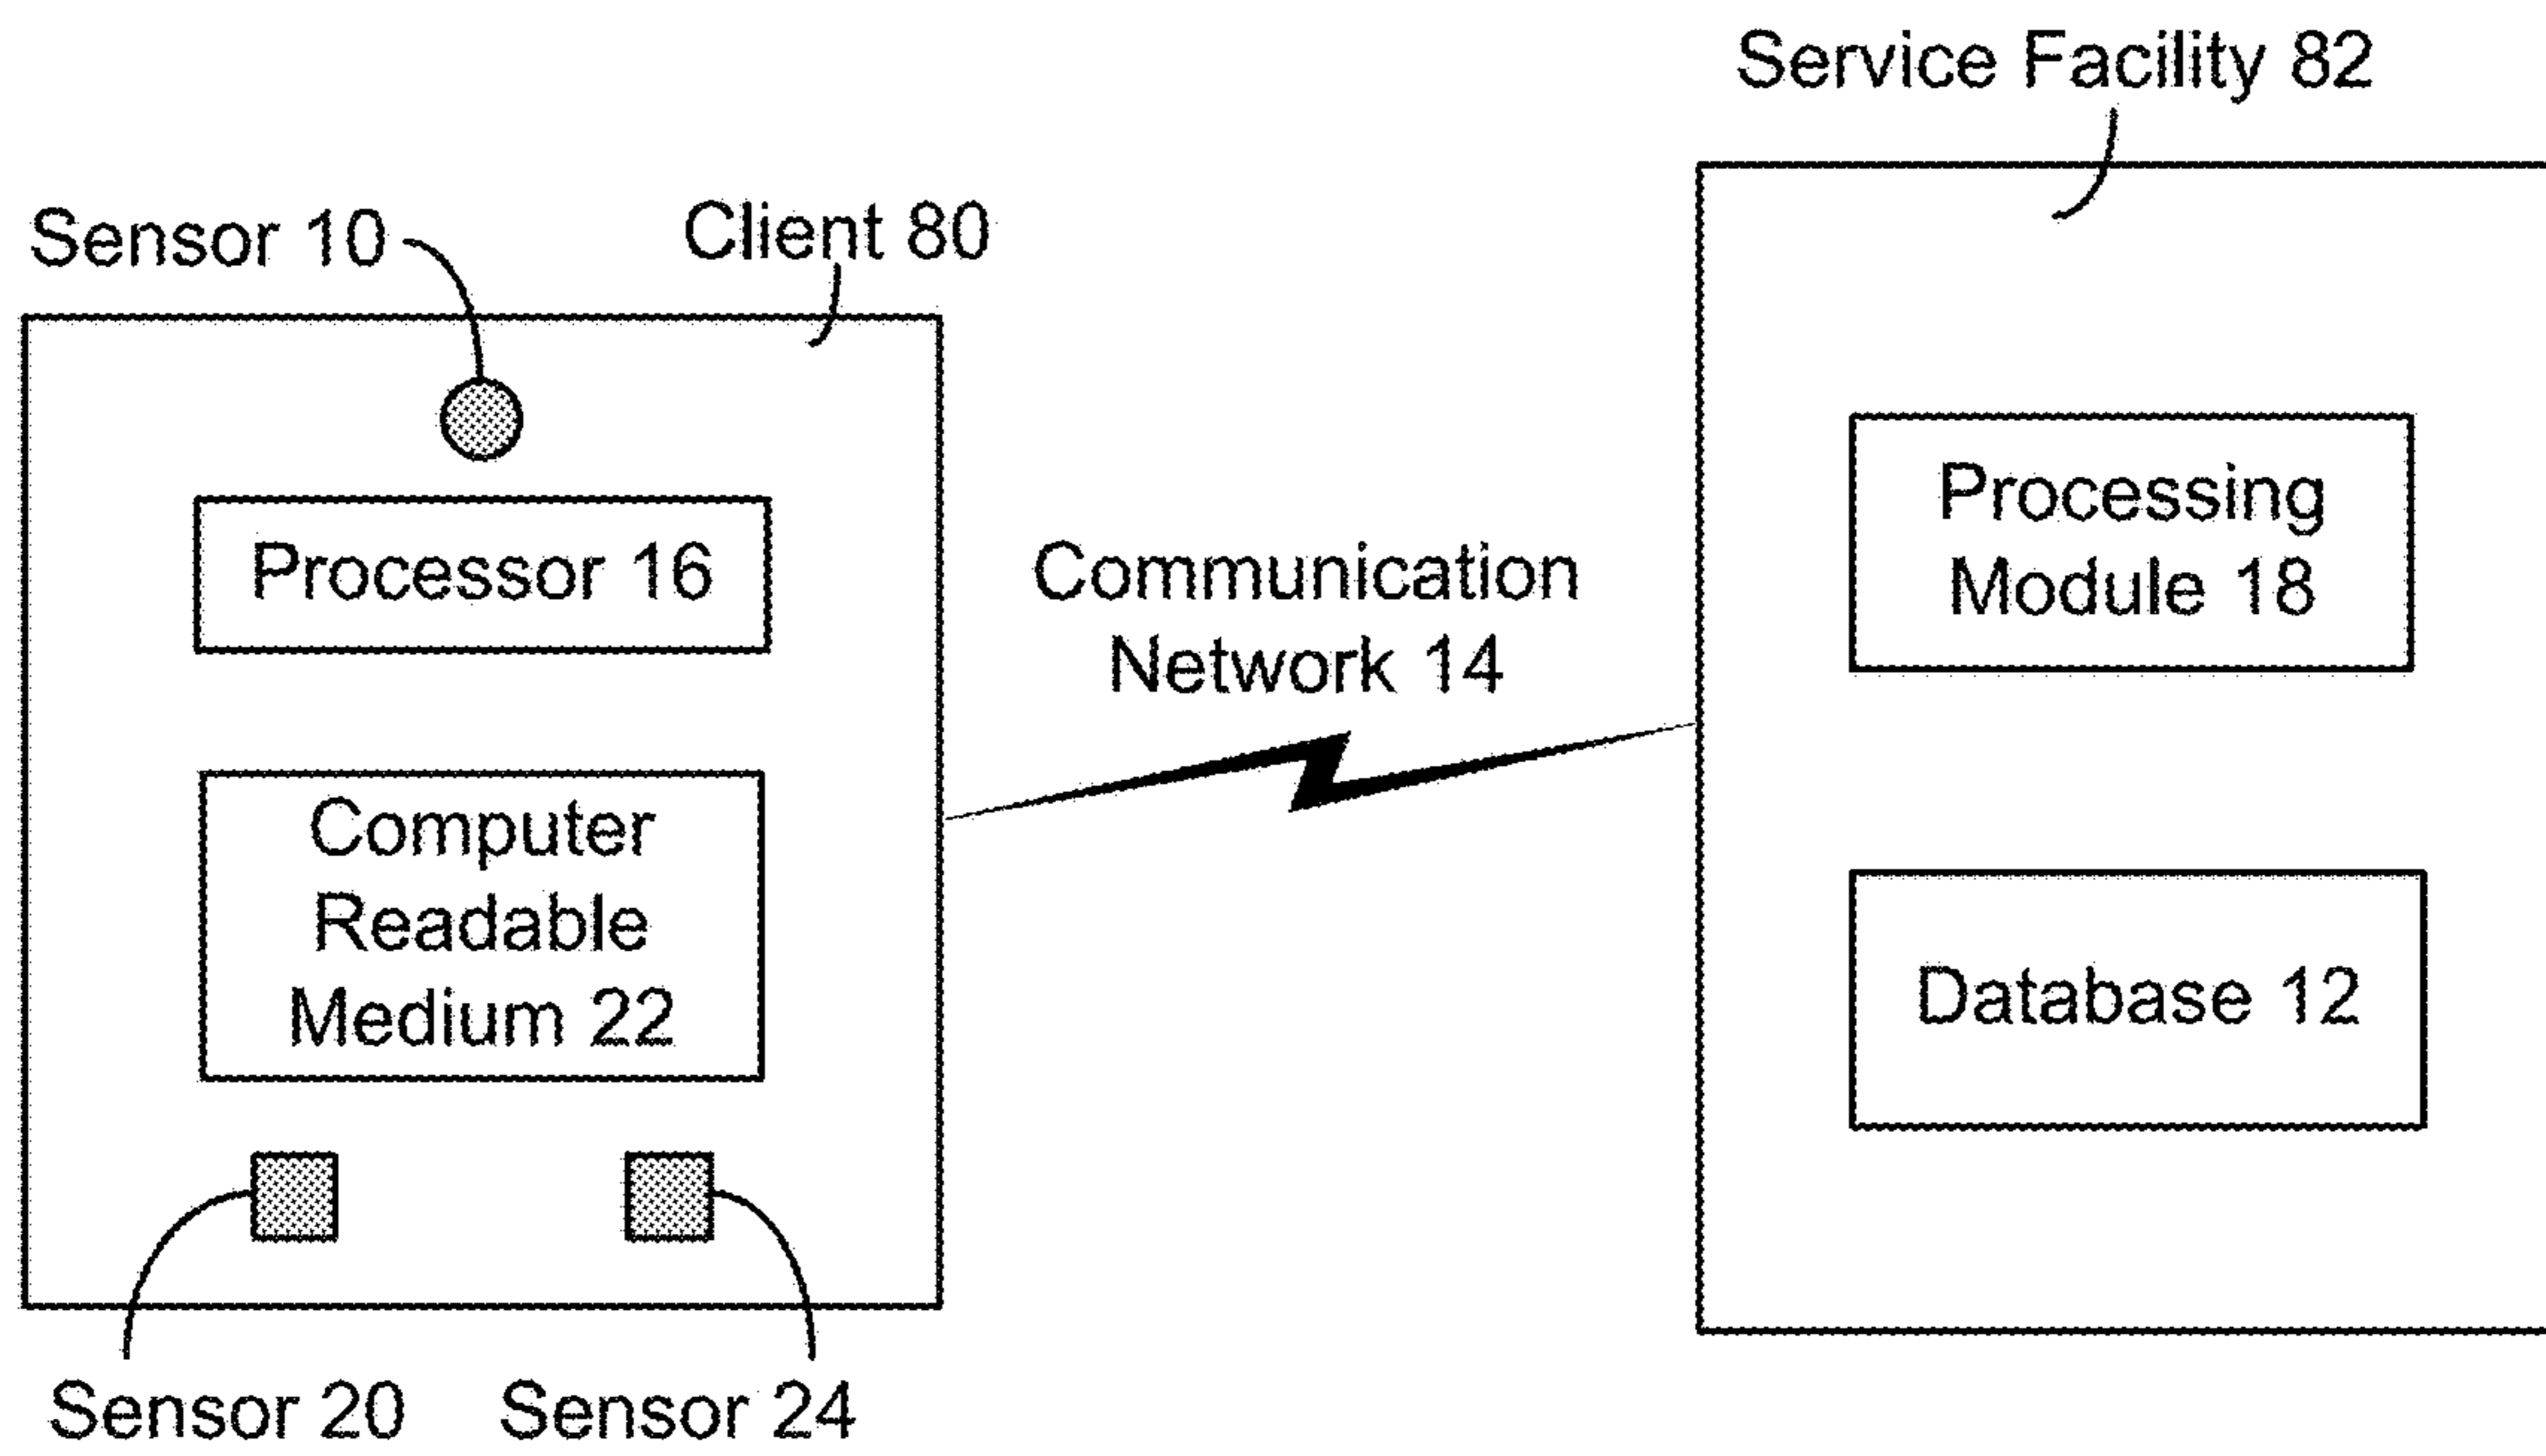 Service Facility 82
Sensor 10
Client 80
Processor 16
Communication
Network 14
Processing
Module 18
Computer
Readable
Medium 22
Database 12
Sensor 20
Sensor 24